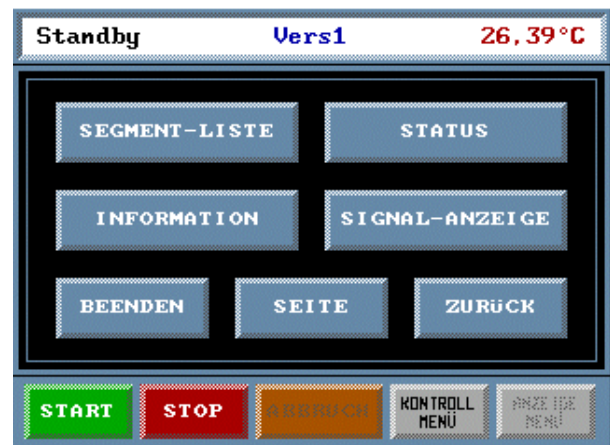 Standby Vers1 26,39°C
SEGMENT-LISTE STATUS
INFORMATION SIGNAL-ANZEIGE
BEENDEN SEITE ZURüCK
START STOP ABBRUCH KONTROLL MENÜ ANZEIGE MENÜ